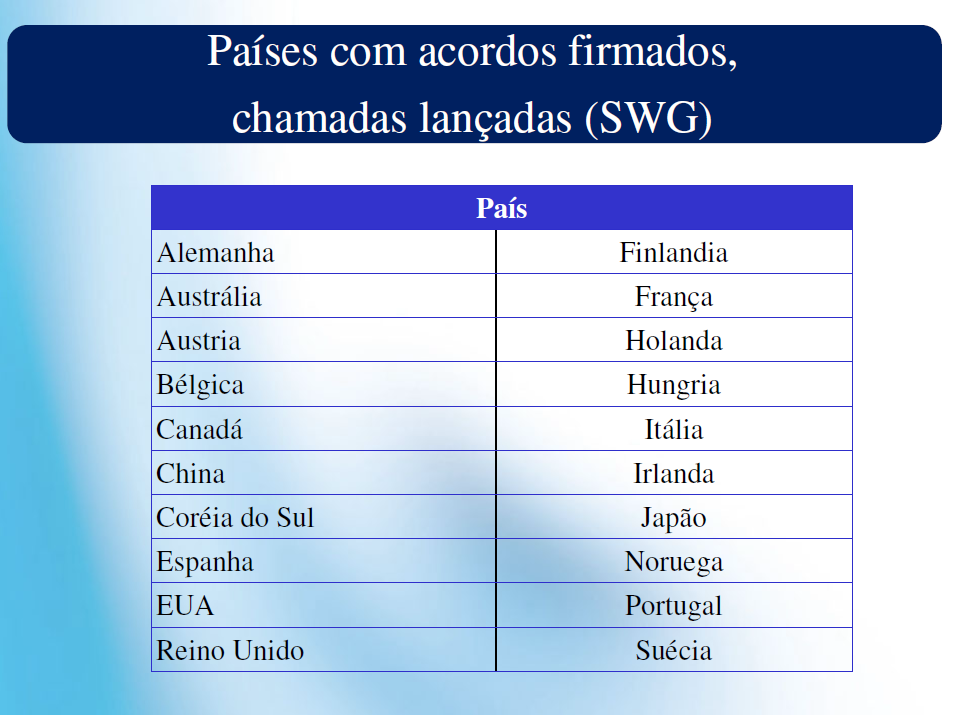 Países com acordos firmados,
chamadas lançadas (SWG)
País
Alemanha Finlandia
Austrália França
Austria Holanda
Bélgica Hungria
Canadá Itália
China Irlanda
Coréia do Sul Japão
Espanha Noruega
EUA Portugal
Reino Unido Suécia